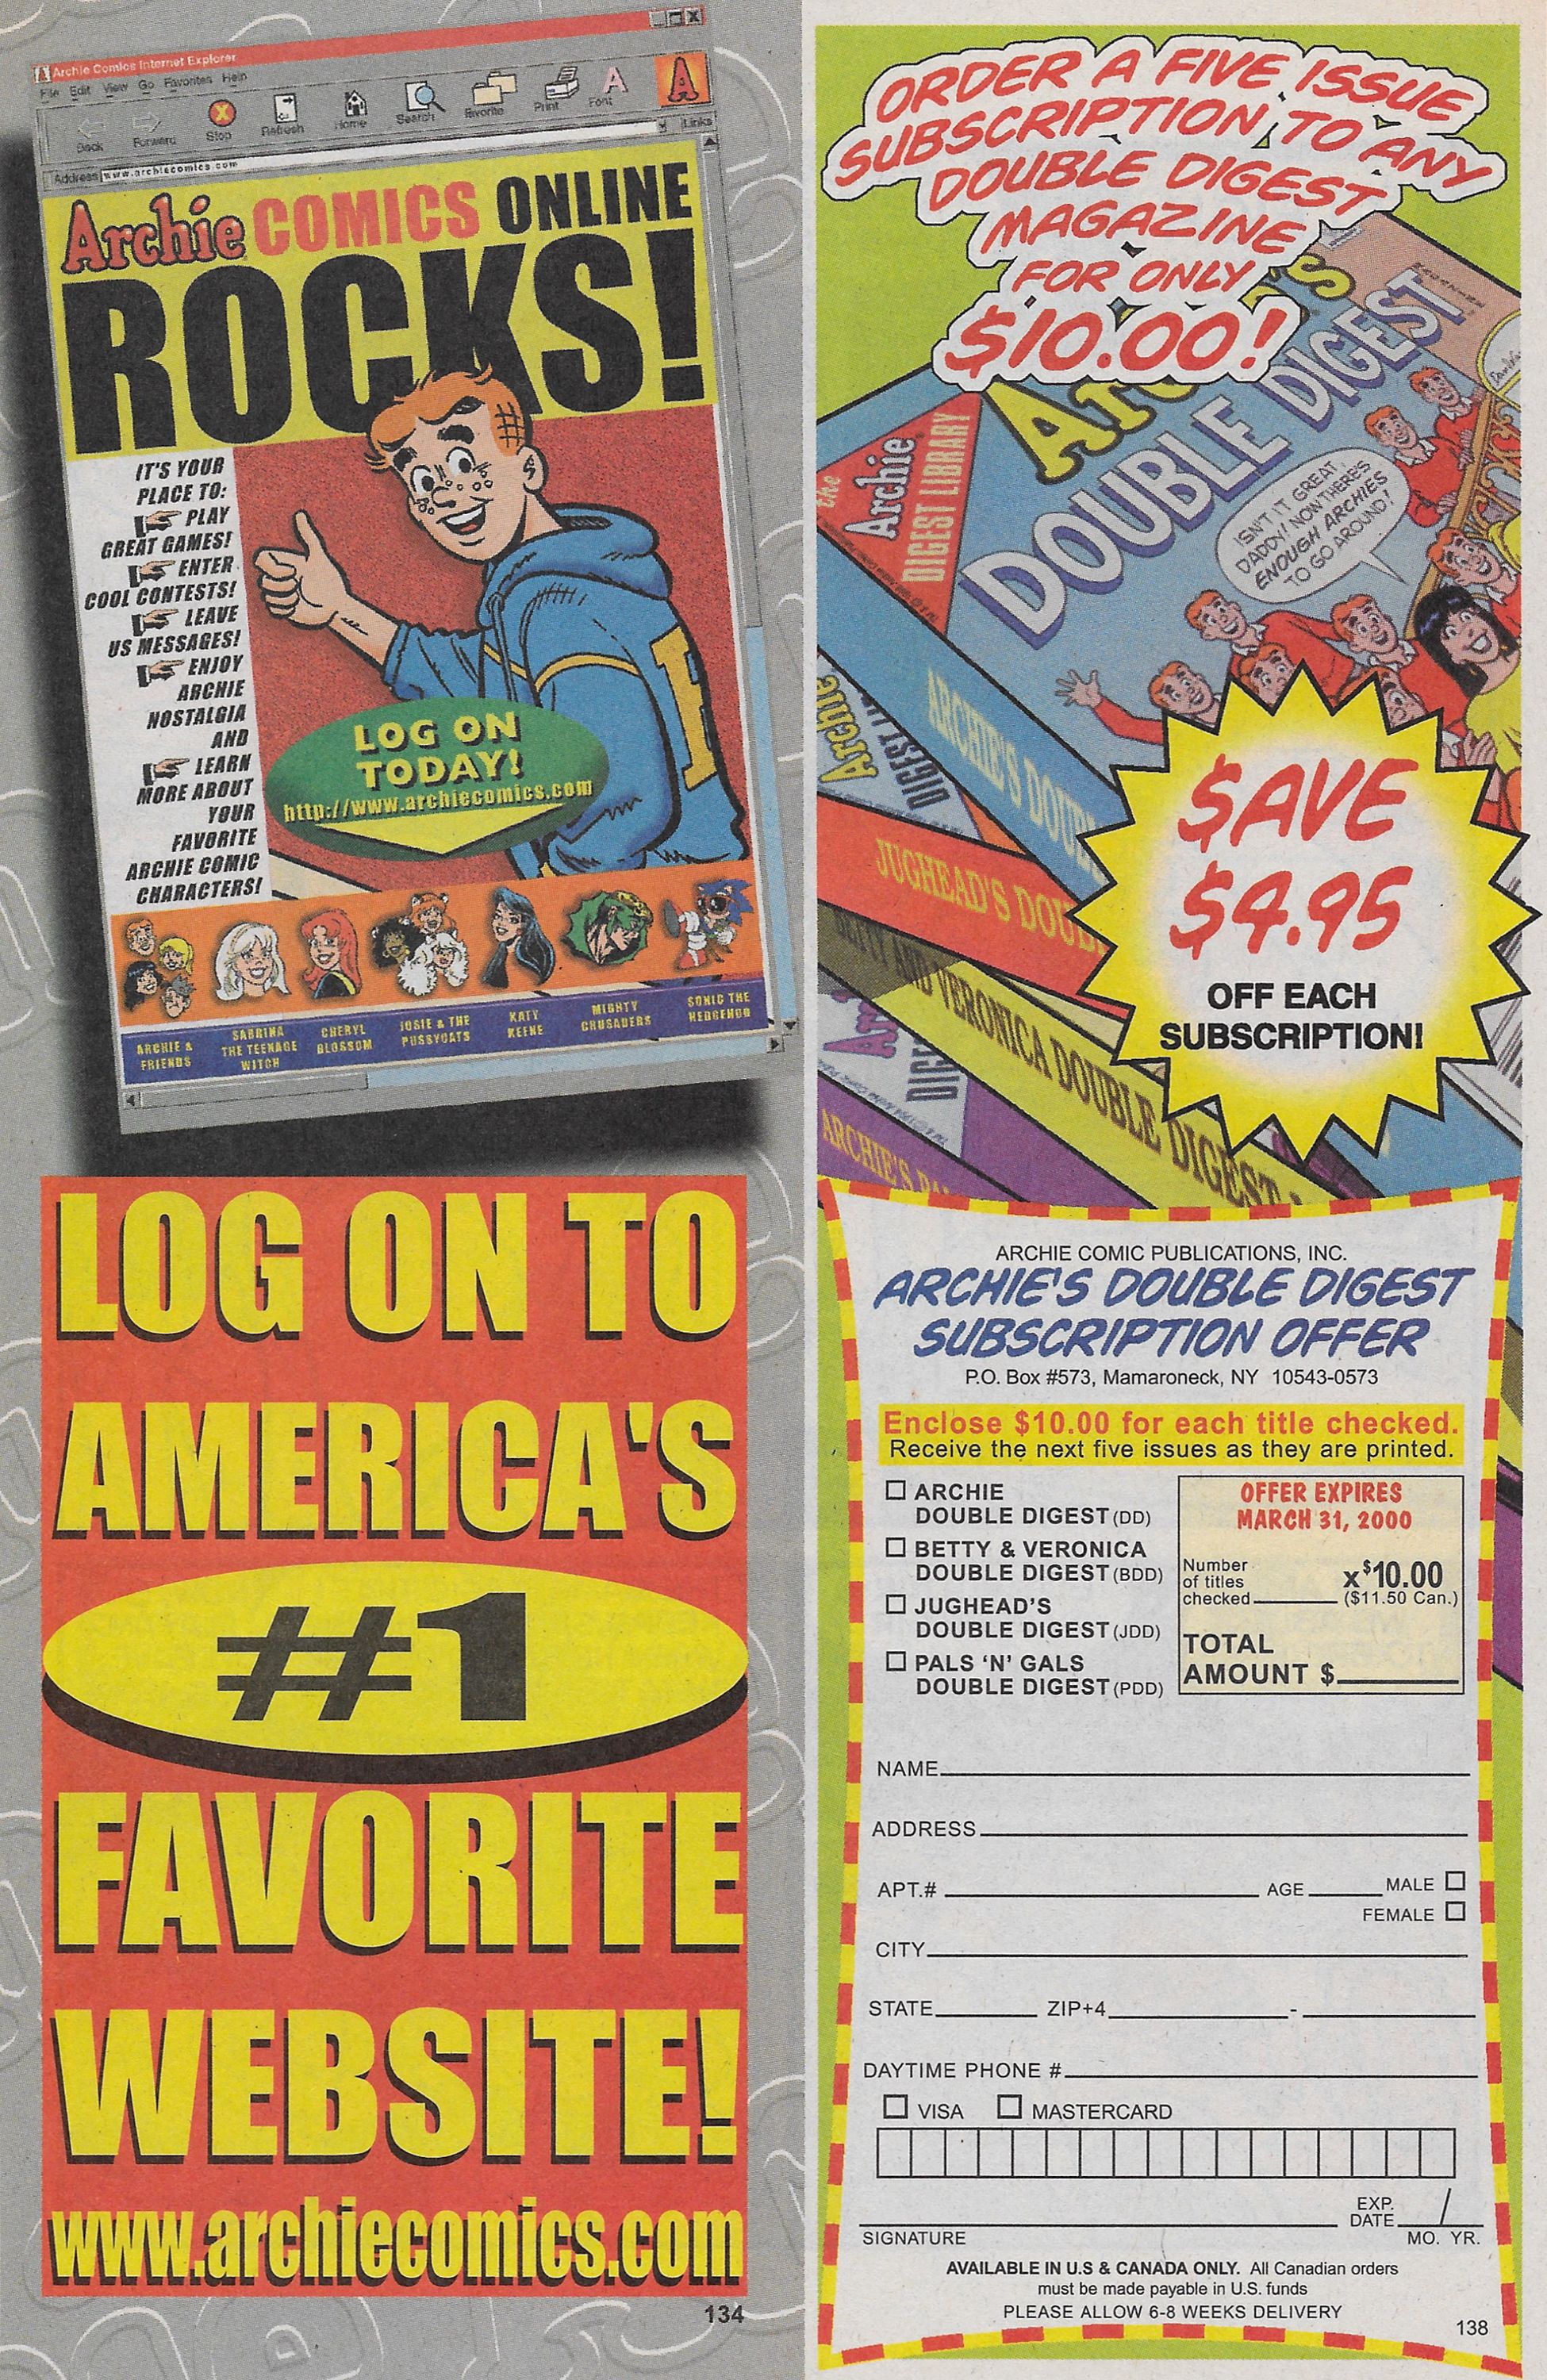 Archie Comics Internet Explorer
File Edit View Go Favorites Help
Back Forward Stop Refresh Home Search Favorite Print Font
Links
Address www.archiecomics.com
Archie COMICS ONLINE
ROCKS!
IT'S YOUR
PLACE TO:
PLAY
GREAT GAMES!
ENTER
COOL CONTESTS!
LEAVE
US MESSAGES!
ENJOY
ARCHIE
NOSTALGIA
AND
LEARN
MORE ABOUT
YOUR
FAVORITE
ARCHIE COMIC
CHARACTERS!
LOG ON
TODAY!
http://www.archiecomics.com
ARCHIE &
FRIENDS
SABRINA
THE TEENAGE
WITCH
CHERYL
BLOSSOM
JOSIE & THE
PUSSYCATS
KATY
KEENE
MIGHTY
CRUSADERS
SONIC THE
HEDGEHOG
LOG ON TO
AMERICA'S
#1
FAVORITE
WEBSITE!
www.archiecomics.com
134
ORDER A FIVE ISSUE
SUBSCRIPTION TO ANY
DOUBLE DIGEST
MAGAZINE
FOR ONLY
$10.00!
the
Archie
DIGEST LIBRARY
DOUBLE DIGEST
ISN'T IT GREAT,
DADDY! NOW THERE'S
ENOUGH ARCHIES
TO GO AROUND!
ARCHIE'S DOUBL
JUGHEAD'S DOUB
AND VERONICA DOUBLE DIGEST
ARCHIE'S PA
$AVE
$4.95
OFF EACH
SUBSCRIPTION!
ARCHIE COMIC PUBLICATIONS, INC.
ARCHIE'S DOUBLE DIGEST
SUBSCRIPTION OFFER
P.O. Box #573, Mamaroneck, NY 10543-0573
Enclose $10.00 for each title checked.
Receive the next five issues as they are printed.
ARCHIE
DOUBLE DIGEST (DD)
BETTY & VERONICA
DOUBLE DIGEST (BDD)
JUGHEAD'S
DOUBLE DIGEST (JDD)
PALS 'N' GALS
DOUBLE DIGEST (PDD)
OFFER EXPIRES
MARCH 31, 2000
Number
of titles
checked x$10.00
($11.50 Can.)
TOTAL
AMOUNT $
NAME
ADDRESS
APT.# AGE MALE
FEMALE
CITY
STATE ZIP+4 -
DAYTIME PHONE #
VISA MASTERCARD
EXP.
DATE /
SIGNATURE MO. YR.
AVAILABLE IN U.S & CANADA ONLY. All Canadian orders
must be made payable in U.S. funds
PLEASE ALLOW 6-8 WEEKS DELIVERY
138